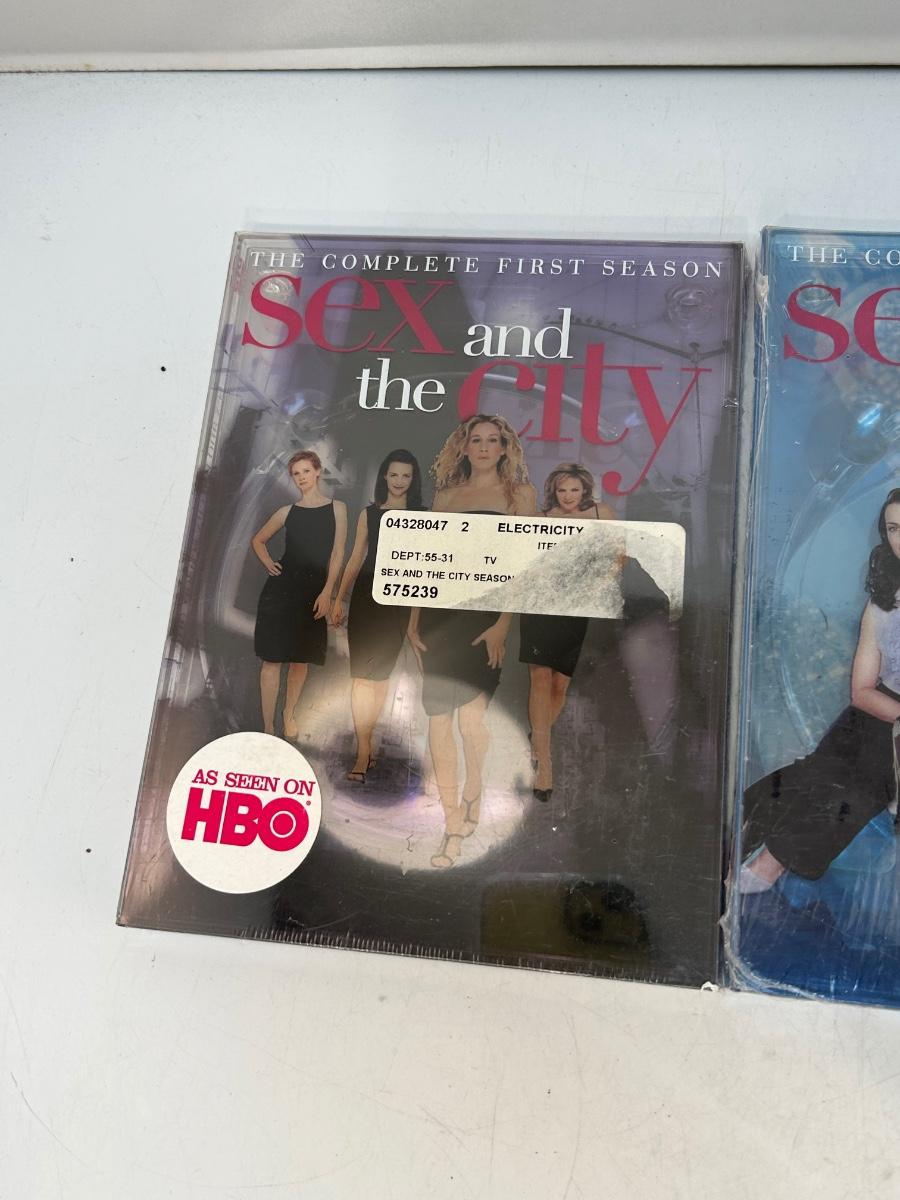 THE COMPLETE FIRST SEASON
sex and
the city
04328047 2 ELECTRICITY
DEPT:55-31 TV
SEX AND THE CITY SEASON
575239
AS SEEN ON
HBO®
THE CO
se